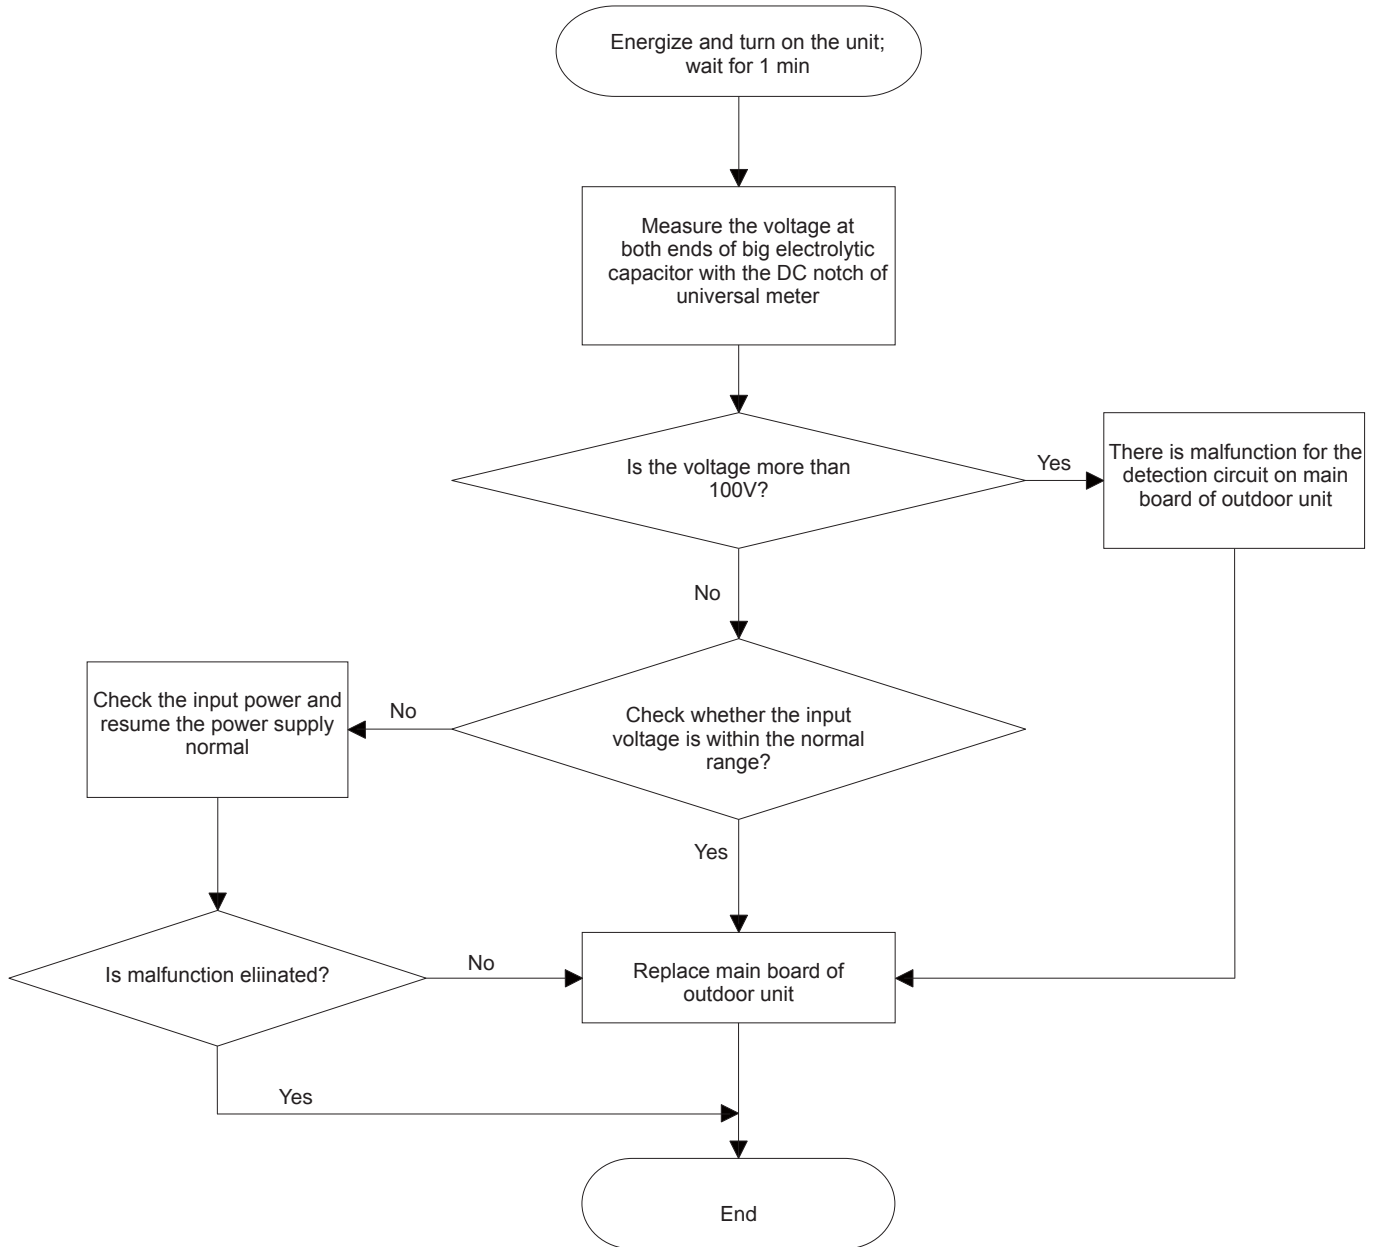 Energize and turn on the unit;
wait for 1 min
Measure the voltage at
both ends of big electrolytic
capacitor with the DC notch of
universal meter
Is the voltage more than
100V?
Yes
There is malfunction for the
detection circuit on main
board of outdoor unit
No
Check whether the input
voltage is within the normal
range?
No
Check the input power and
resume the power supply
normal
Yes
Is malfunction eliinated?
No
Replace main board of
outdoor unit
Yes
End